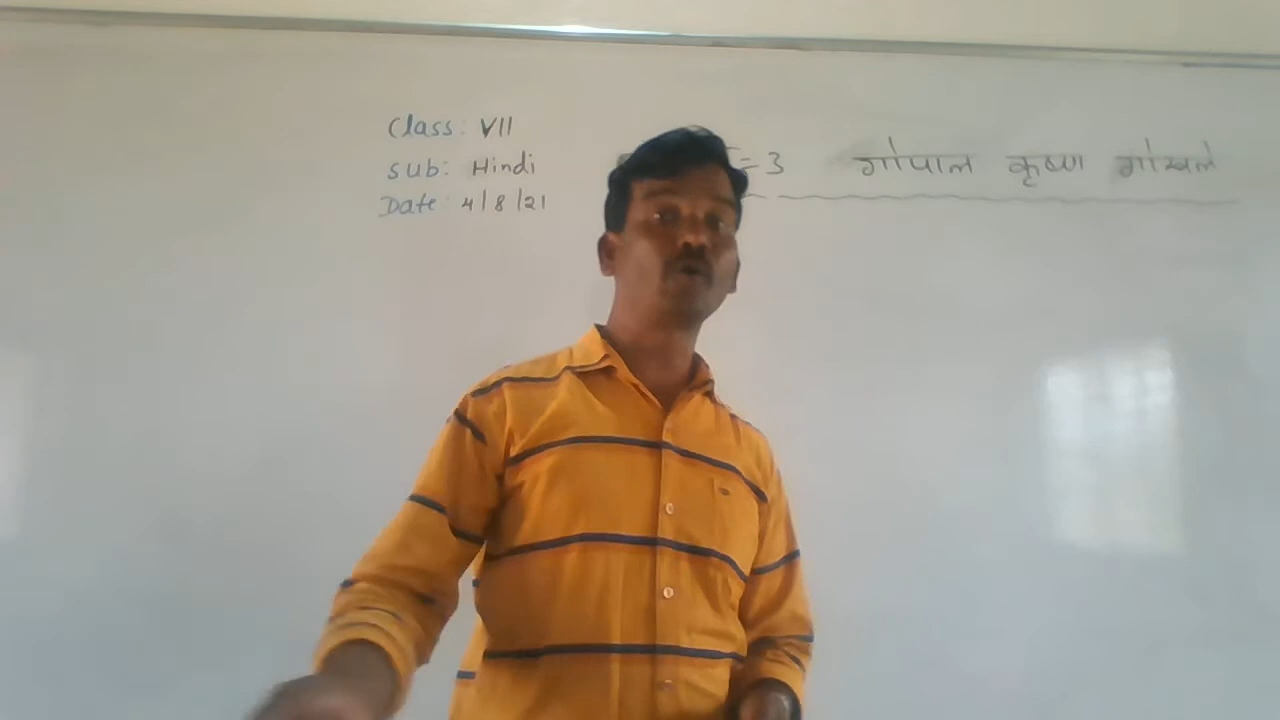 Class: VII
Sub: Hindi
Date: 4/8/21
=3 गोपाल कृष्ण गोखले